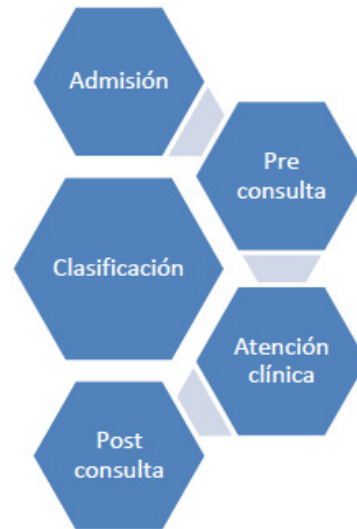 Admisión
Pre
consulta
Clasificación
Atención
clínica
Post
consulta